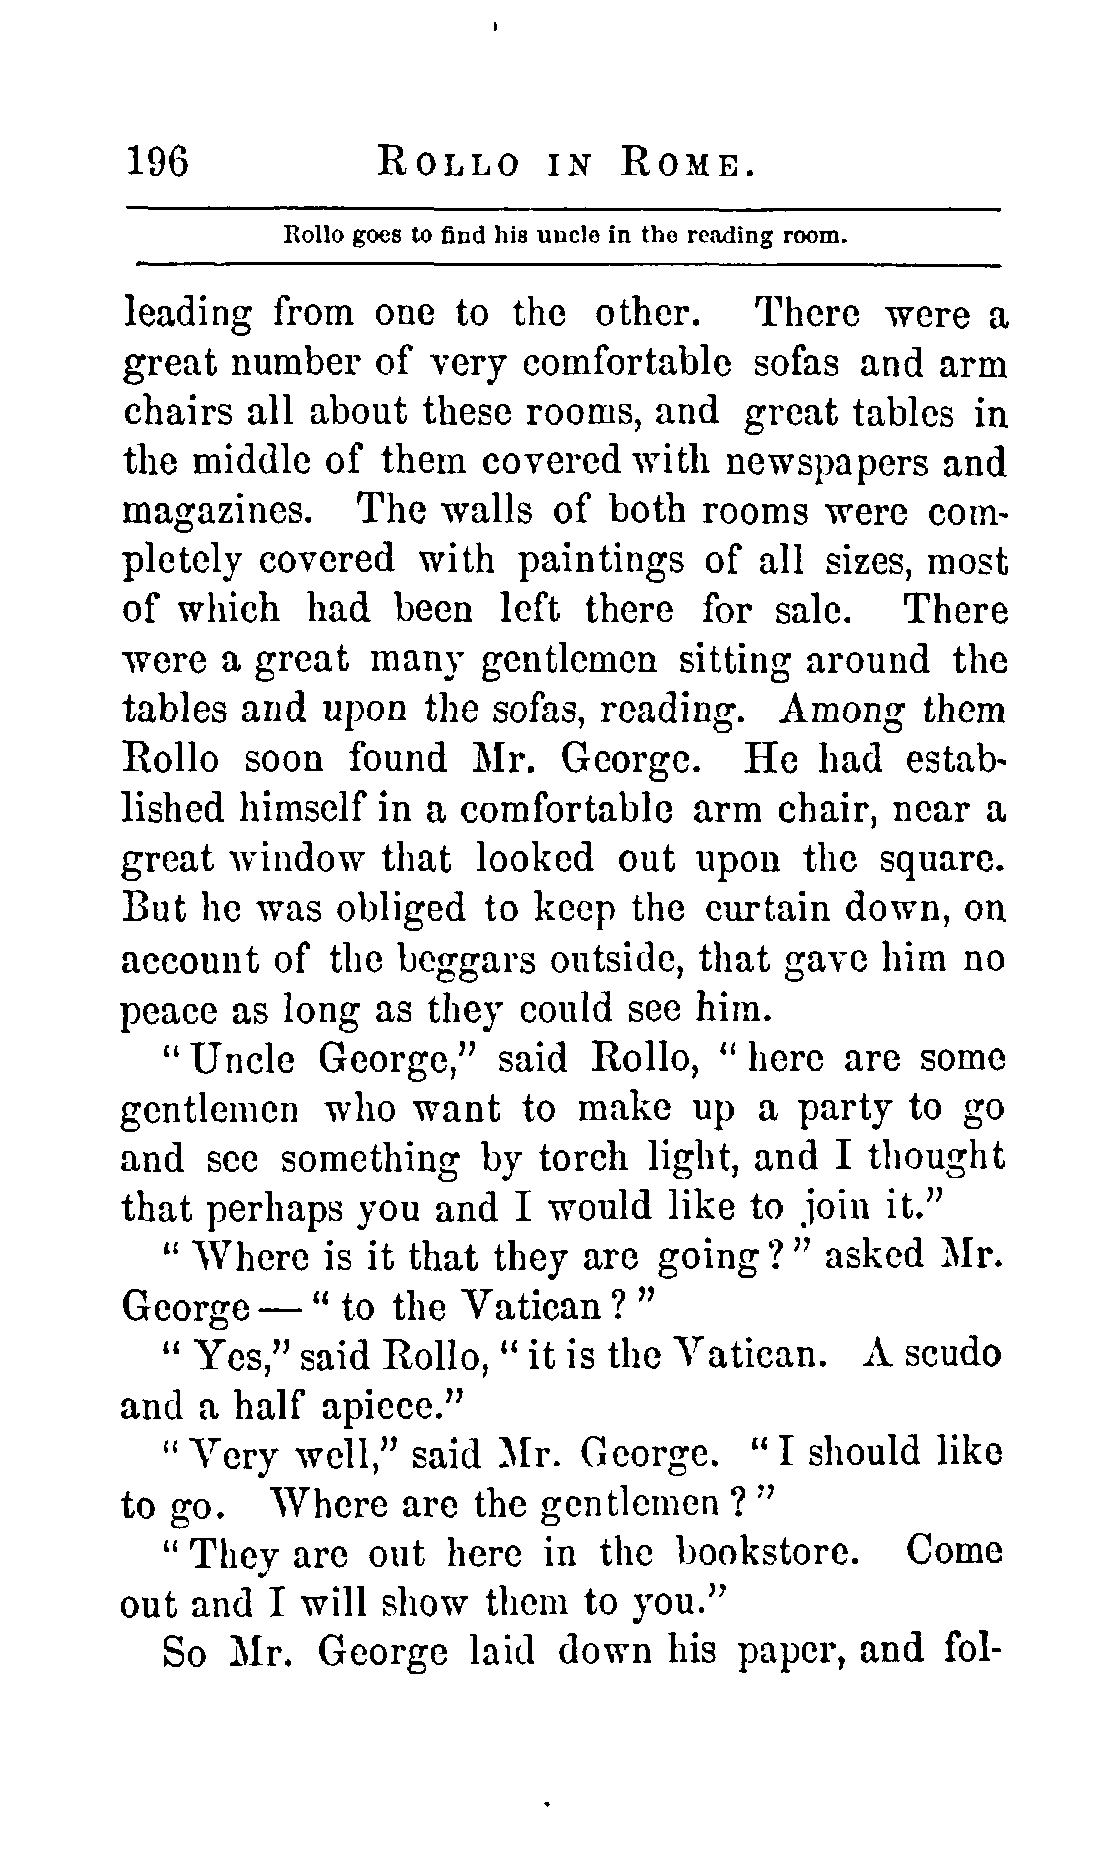 196 ROLLO IN ROME.
Rollo goes to find his uncle in the reading room.
leading from one to the other. There were a
great number of very comfortable sofas and arm
chairs all about these rooms, and great tables in
the middle of them covered with newspapers and
magazines. The walls of both rooms were com-
pletely covered with paintings of all sizes, most
of which had been left there for sale. There
were a great many gentlemen sitting around the
tables and upon the sofas, reading. Among them
Rollo soon found Mr. George. He had estab-
lished himself in a comfortable arm chair, near a
great window that looked out upon the square.
But he was obliged to keep the curtain down, on
account of the beggars outside, that gave him no
peace as long as they could see him.
"Uncle George," said Rollo, "here are some
gentlemen who want to make up a party to go
and see something by torch light, and I thought
that perhaps you and I would like to join it."
"Where is it that they are going?" asked Mr.
George — "to the Vatican?"
"Yes," said Rollo, "it is the Vatican. A scudo
and a half apiece."
"Very well," said Mr. George. "I should like
to go. Where are the gentlemen?"
"They are out here in the bookstore. Come
out and I will show them to you."
So Mr. George laid down his paper, and fol-